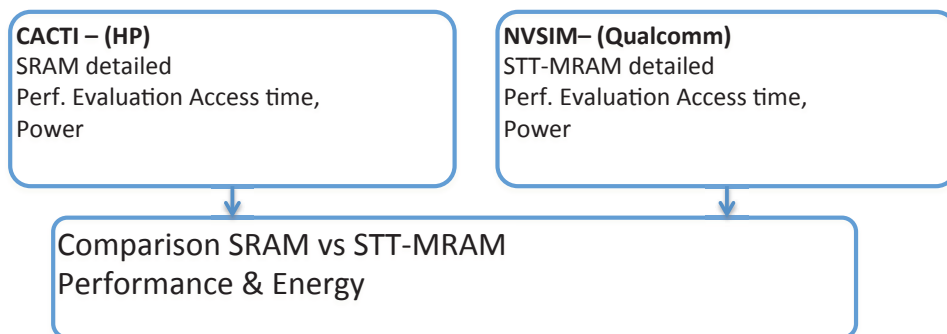 CACTI – (HP)
SRAM detailed
Perf. Evaluation Access time,
Power
NVSIM– (Qualcomm)
STT-MRAM detailed
Perf. Evaluation Access time,
Power
Comparison SRAM vs STT-MRAM
Performance & Energy